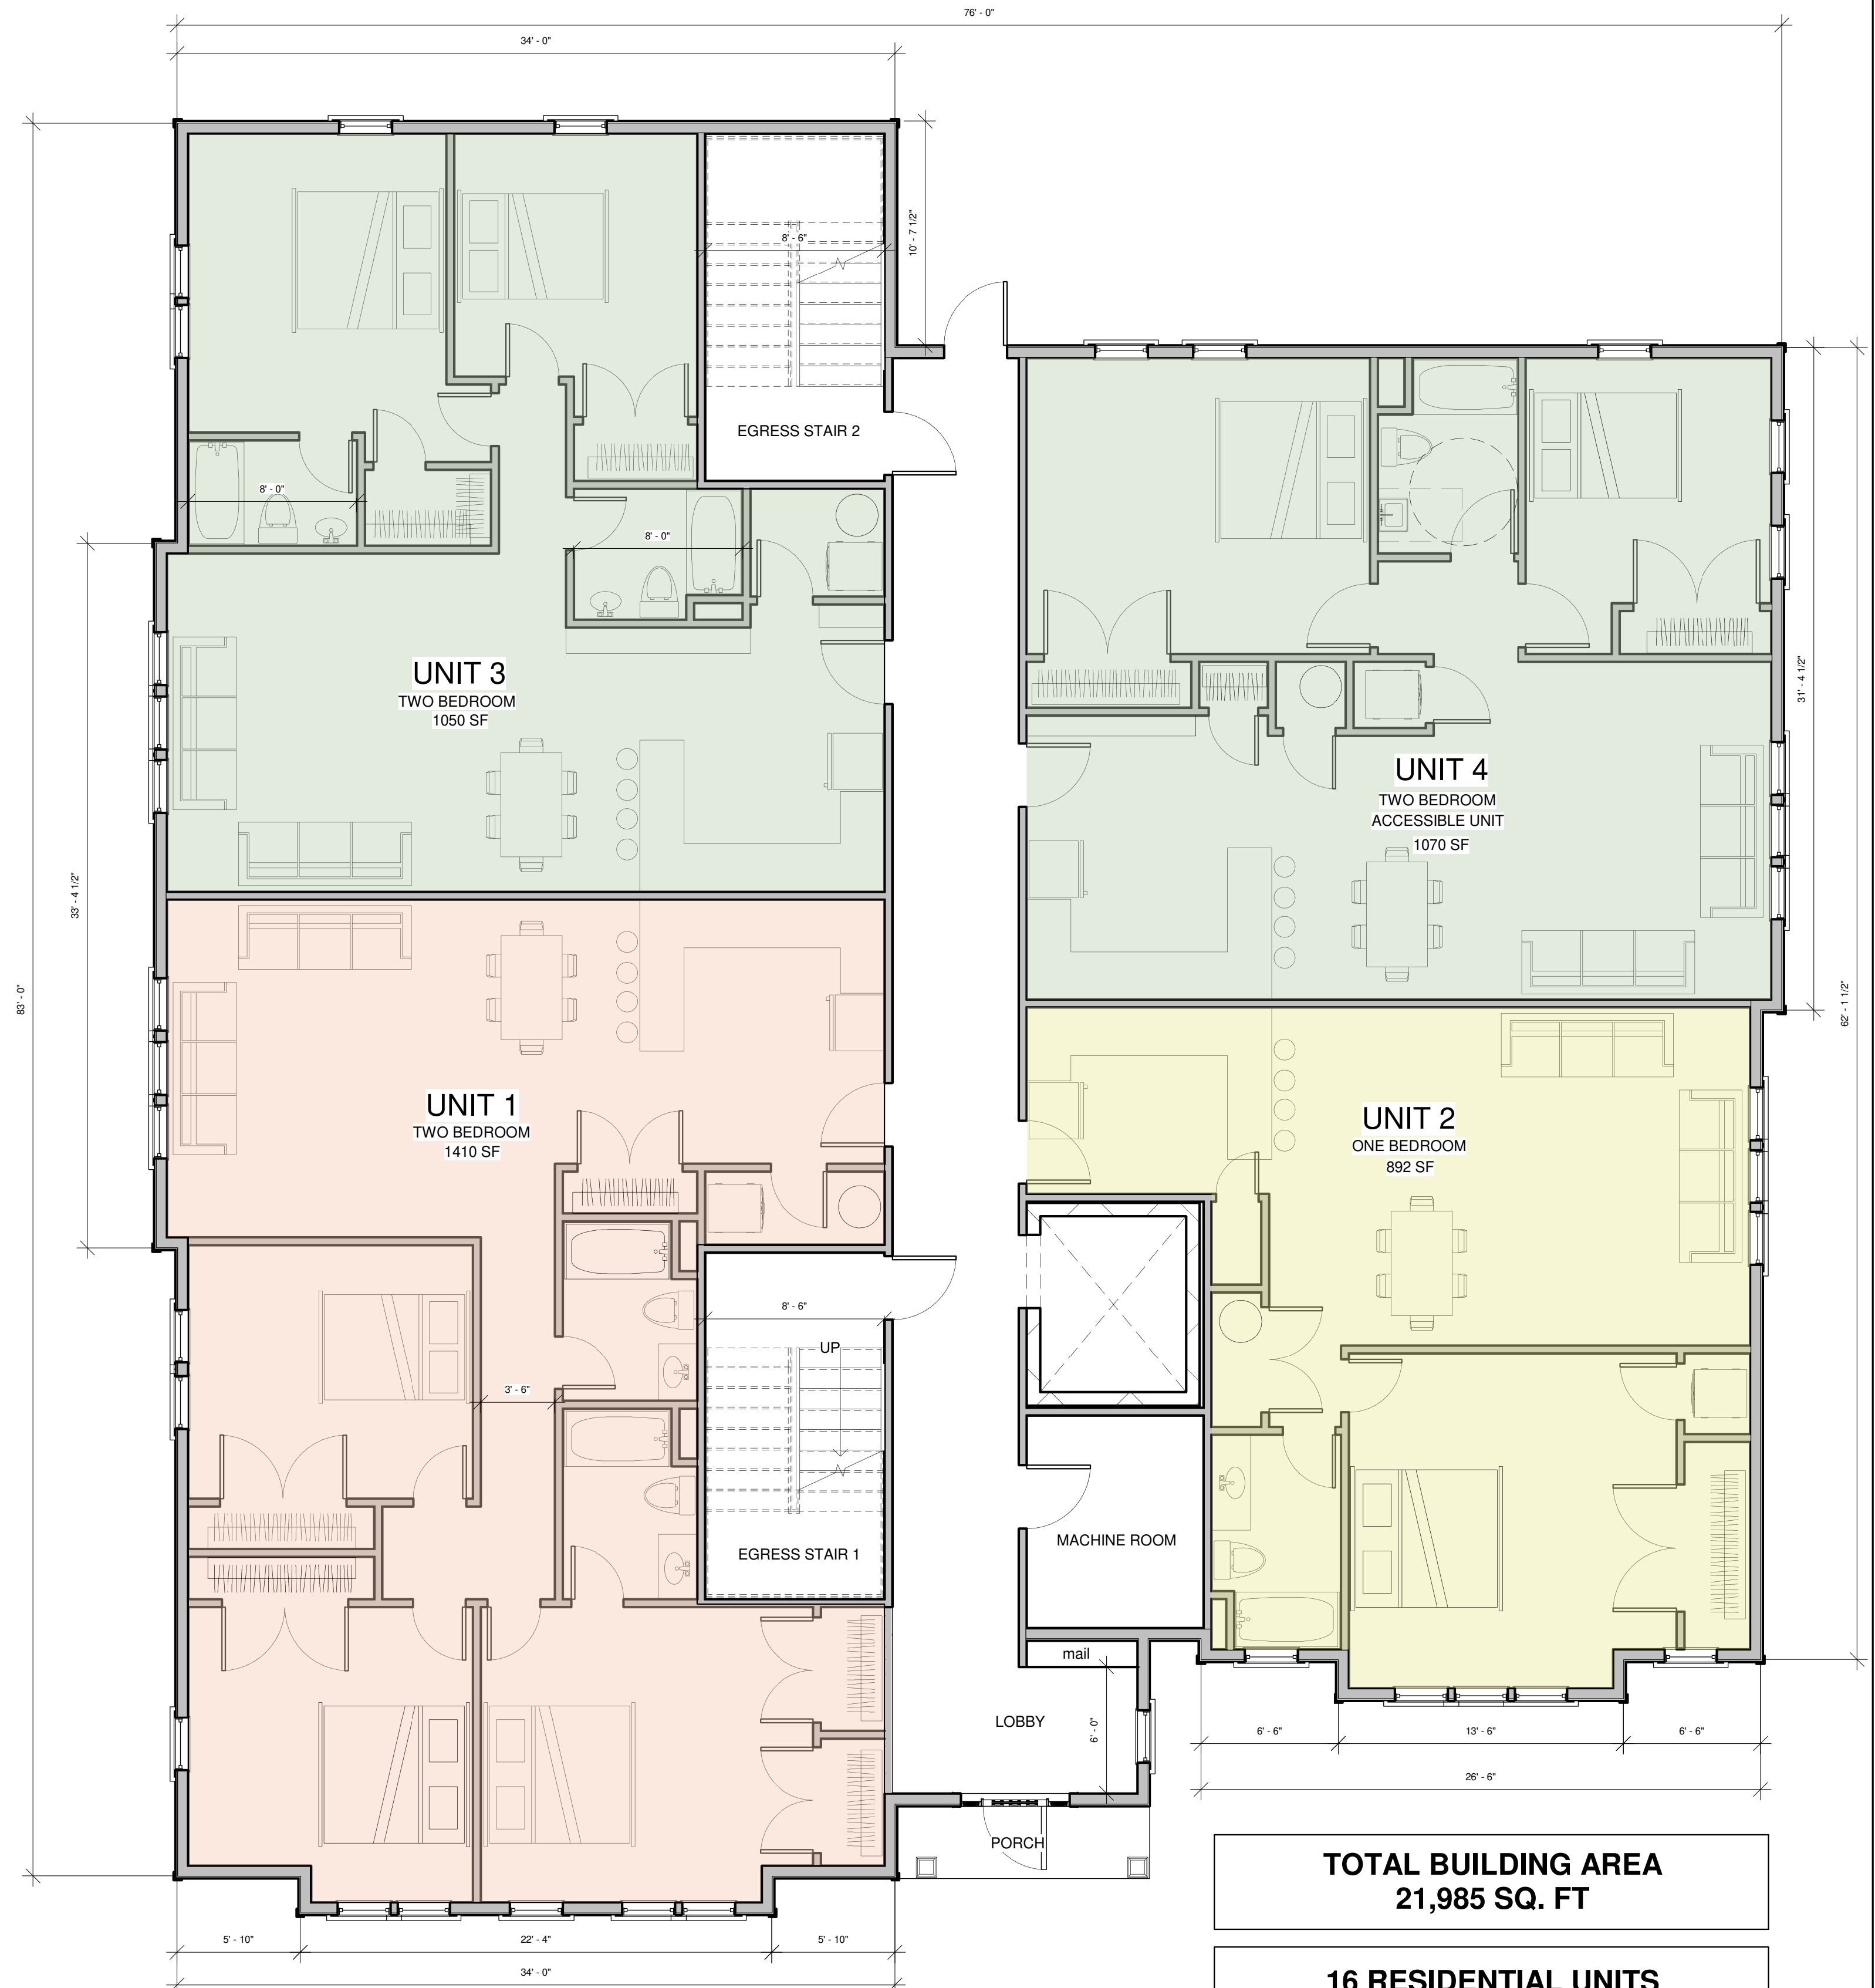 76' - 0"
34' - 0"
10' - 7 1/2"
8' - 6"
EGRESS STAIR 2
8' - 0"
8' - 0"
UNIT 3
TWO BEDROOM
1050 SF
31' - 4 1/2"
UNIT 4
TWO BEDROOM
ACCESSIBLE UNIT
1070 SF
33' - 4 1/2"
83' - 0"
62' - 1 1/2"
UNIT 1
TWO BEDROOM
1410 SF
UNIT 2
ONE BEDROOM
892 SF
8' - 6"
UP
3' - 6"
EGRESS STAIR 1
MACHINE ROOM
mail
LOBBY
6' - 0"
6' - 6"
13' - 6"
6' - 6"
26' - 6"
PORCH
TOTAL BUILDING AREA
21,985 SQ. FT
5' - 10"
22' - 4"
5' - 10"
34' - 0"
16 RESIDENTIAL UNITS